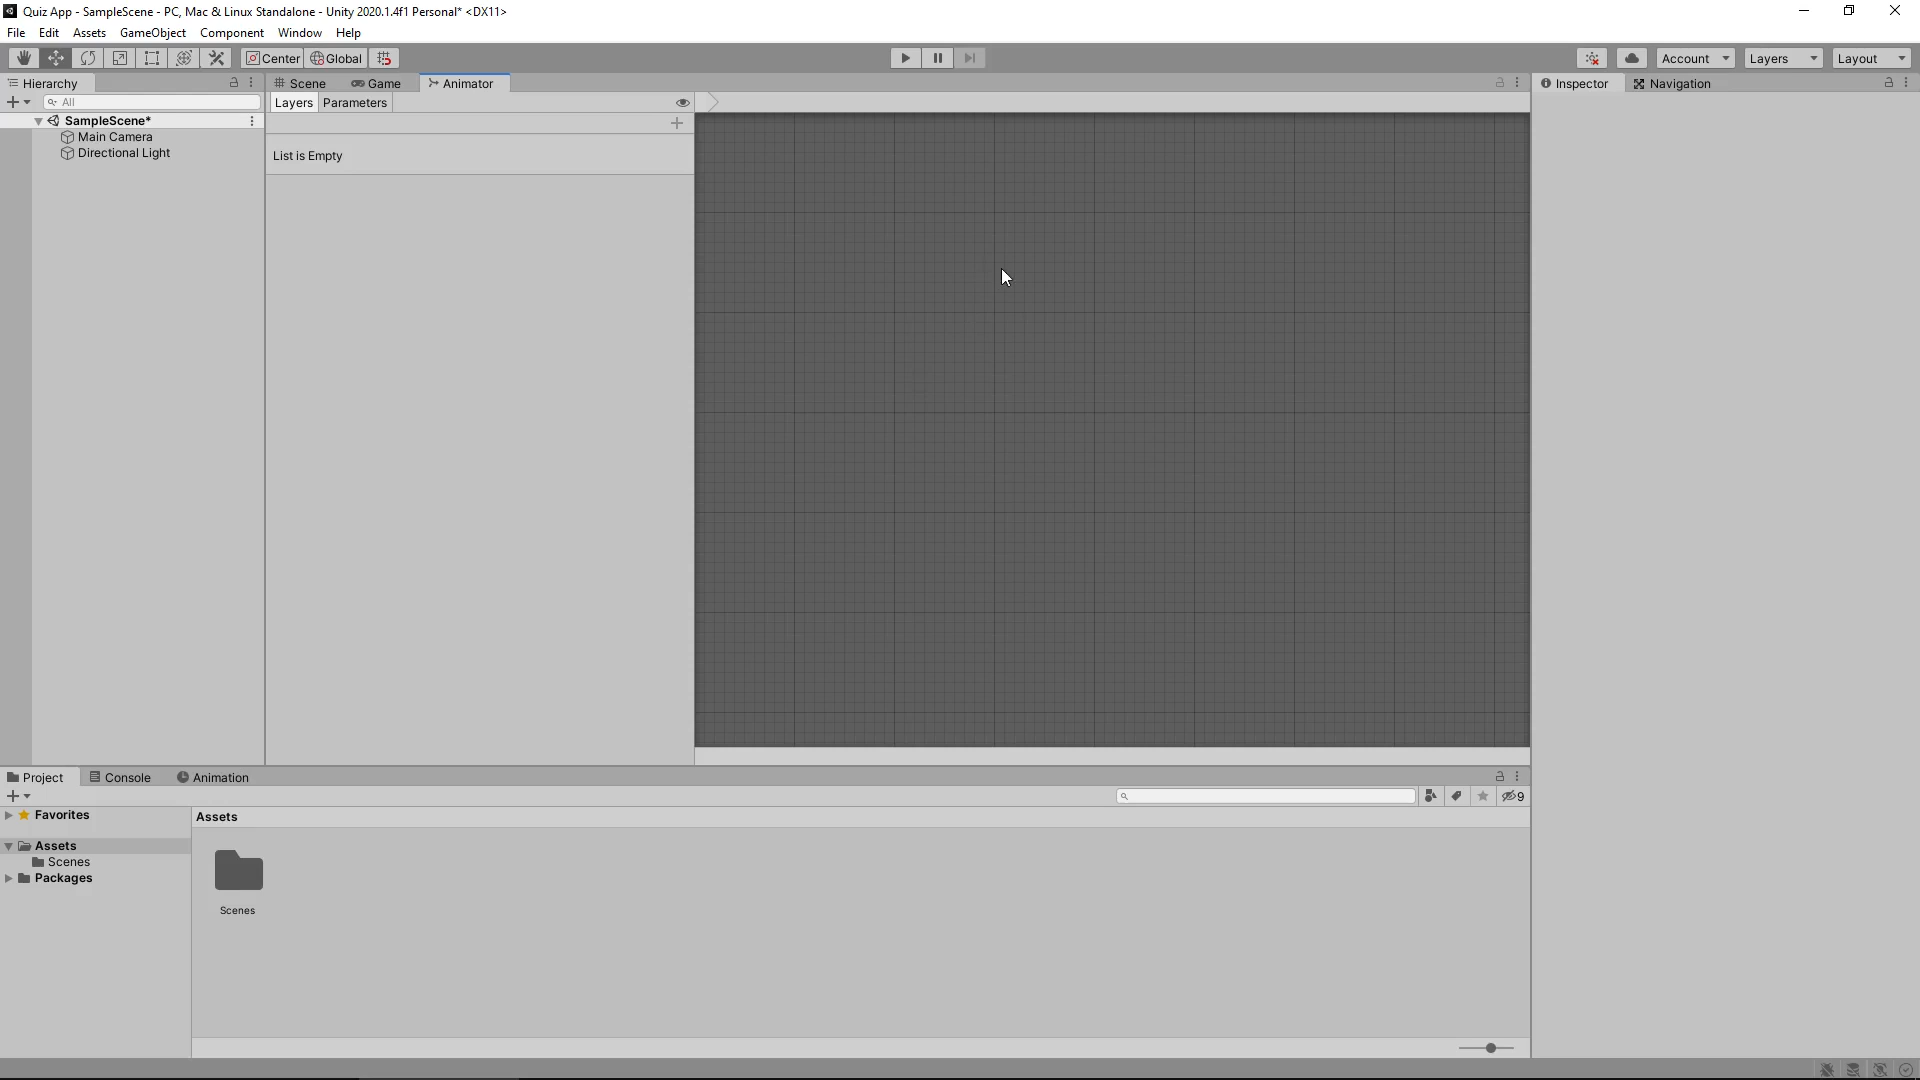 Quiz App - SampleScene - PC, Mac & Linux Standalone - Unity 2020.1.4f1 Personal* <DX11>
File Edit Assets GameObject Component Window Help
Center Global Account Layers Layout
Hierarchy Scene Game Animator Inspector Navigation
All Layers Parameters
SampleScene*
Main Camera
Directional Light
List is Empty
Project Console Animation
9
Favorites
Assets
Assets
Scenes
Packages
Scenes